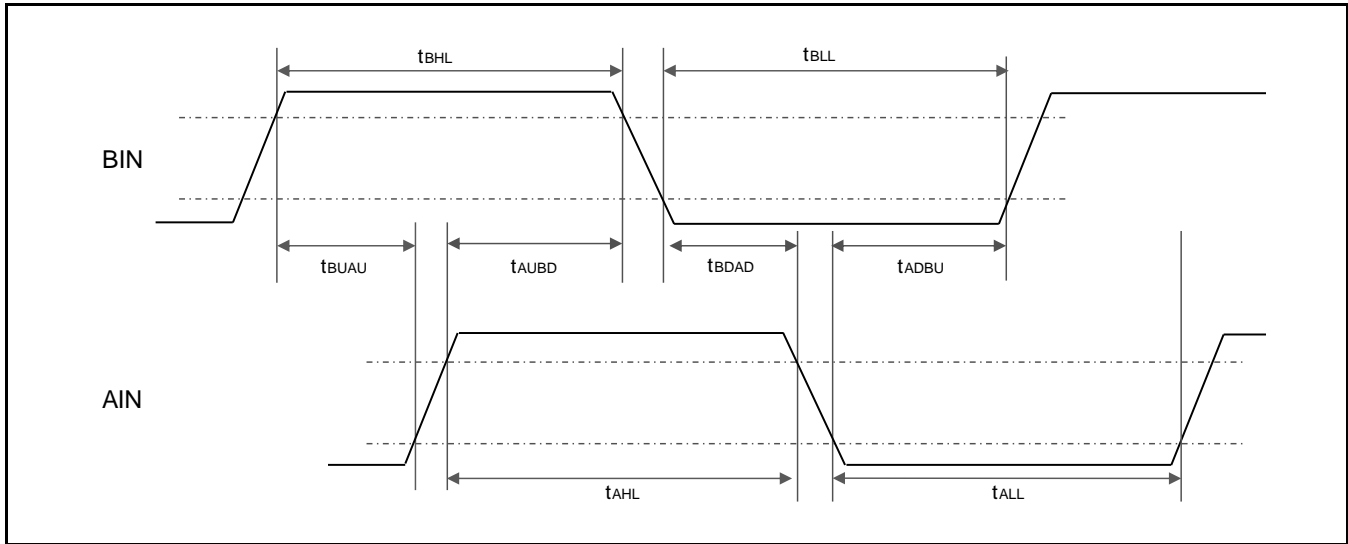 tBHL
tBLL
BIN
tBUAU
tAUBD
tBDAD
tADBU
AIN
tAHL
tALL